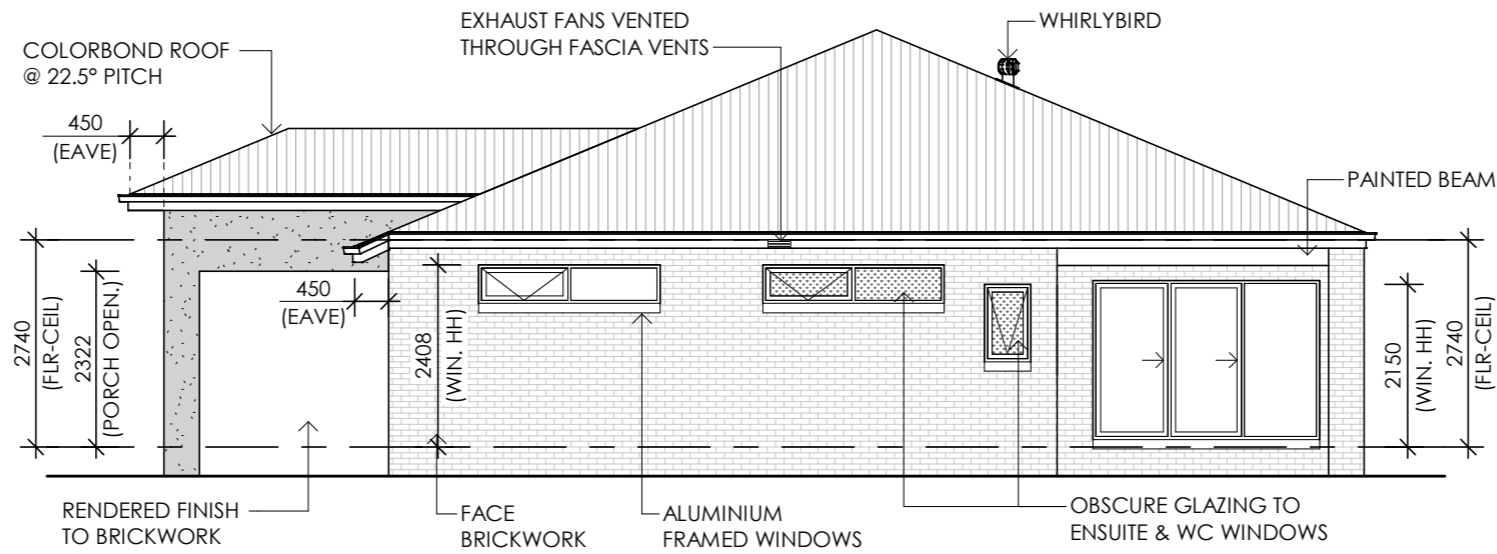 EXHAUST FANS VENTED
THROUGH FASCIA VENTS
WHIRLYBIRD
COLORBOND ROOF
@ 22.5° PITCH
450
(EAVE)
PAINTED BEAM
2740
(FLR-CEIL)
2322
(PORCH OPEN.)
450
(EAVE)
2408
(WIN. HH)
2150
(WIN. HH)
2740
(FLR-CEIL)
RENDERED FINISH
TO BRICKWORK
FACE
BRICKWORK
ALUMINIUM
FRAMED WINDOWS
OBSCURE GLAZING TO
ENSUITE & WC WINDOWS